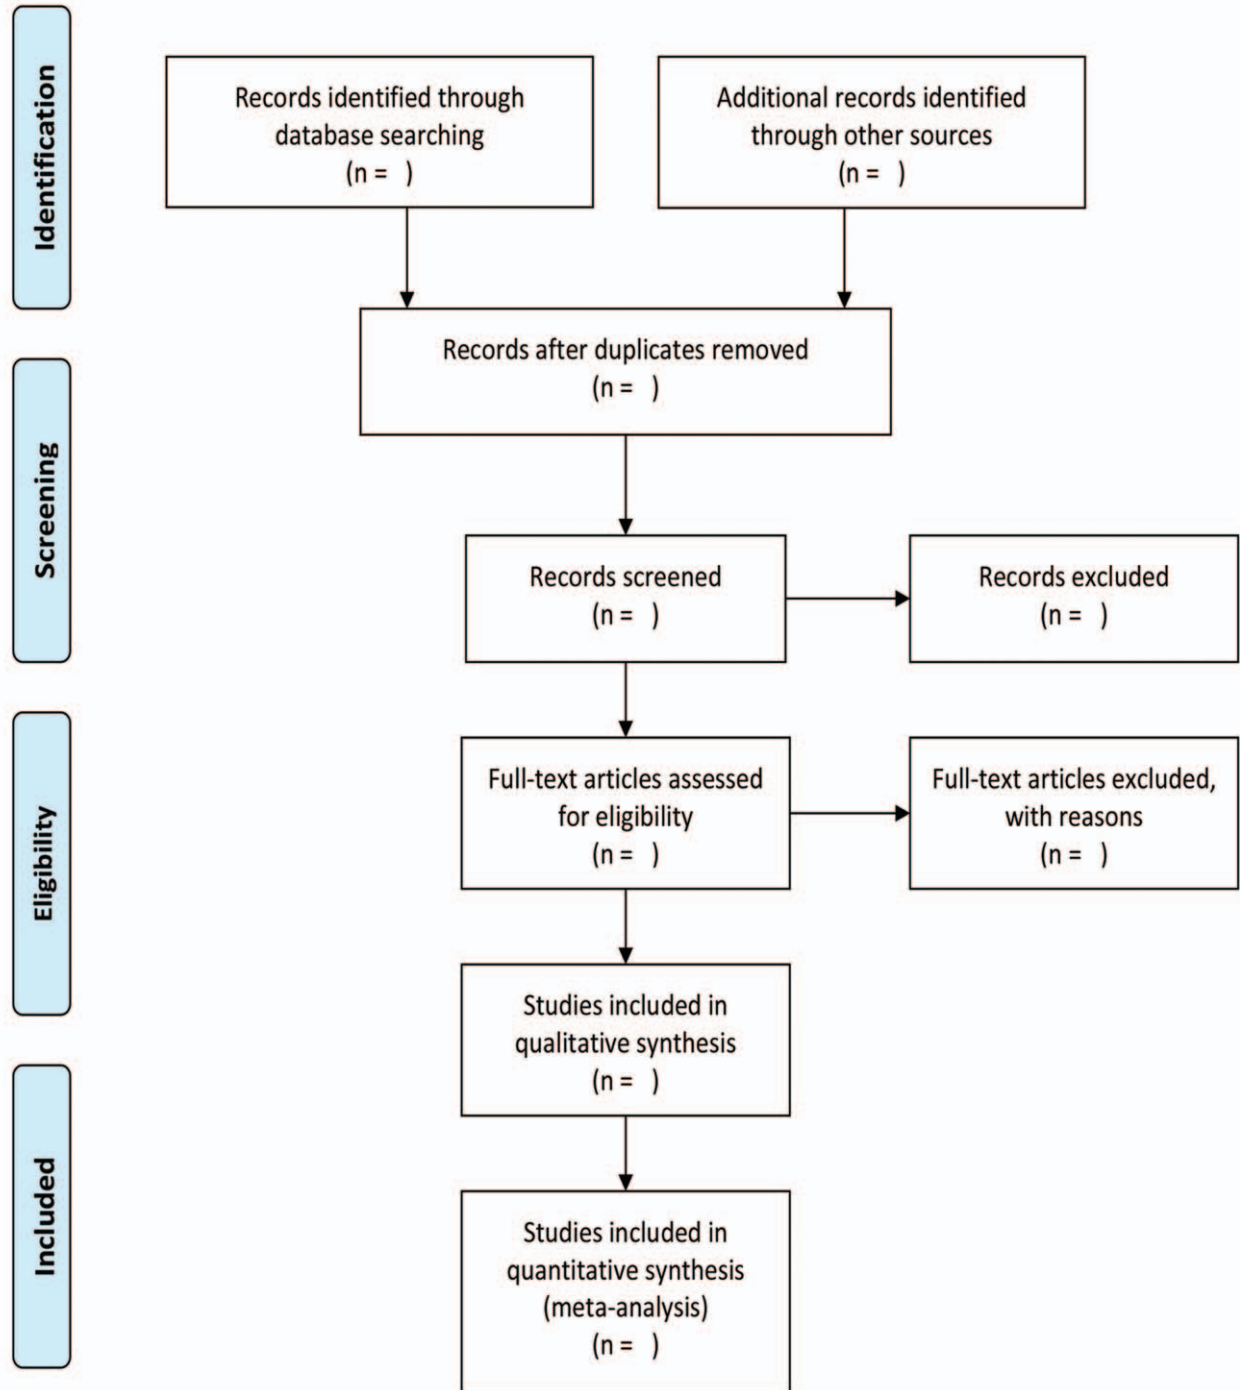 Identification
Records identified through
database searching
(n =   )
Additional records identified
through other sources
(n =   )
Records after duplicates removed
(n =   )
Screening
Records screened
(n =   )
Records excluded
(n =   )
Eligibility
Full-text articles assessed
for eligibility
(n =   )
Full-text articles excluded,
with reasons
(n =   )
Studies included in
qualitative synthesis
(n =   )
Included
Studies included in
quantitative synthesis
(meta-analysis)
(n =   )